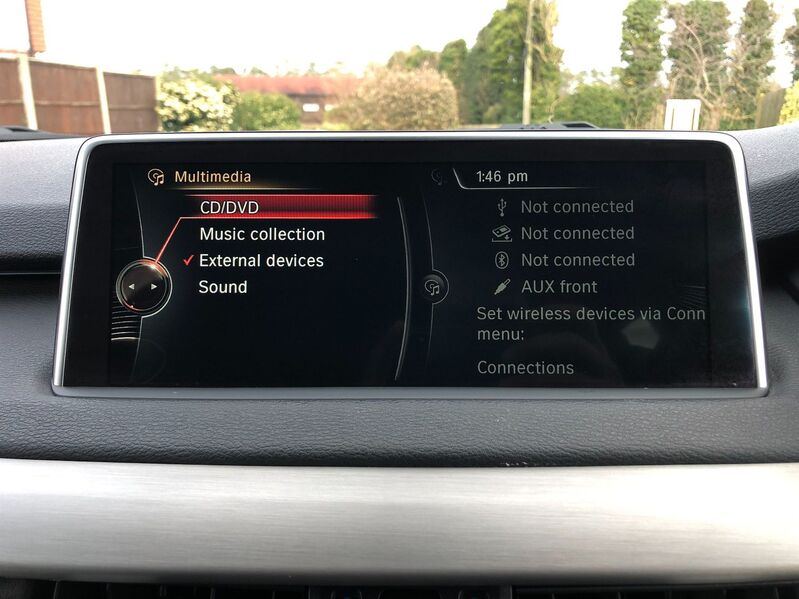 Multimedia
CD/DVD
Music collection
External devices
Sound
1:46 pm
Not connected
Not connected
Not connected
AUX front
Set wireless devices via Conn
menu:
Connections